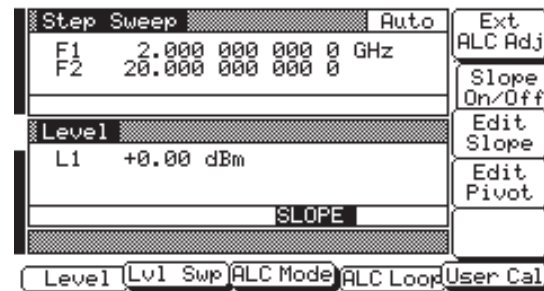 Step Sweep Auto
F1 2.000 000 000 0 GHz
F2 20.000 000 000 0
Level
L1 +0.00 dBm
SLOPE
Ext
ALC Adj
Slope
On/Off
Edit
Slope
Edit
Pivot
Level Lvl Swp ALC Mode ALC Loop User Cal